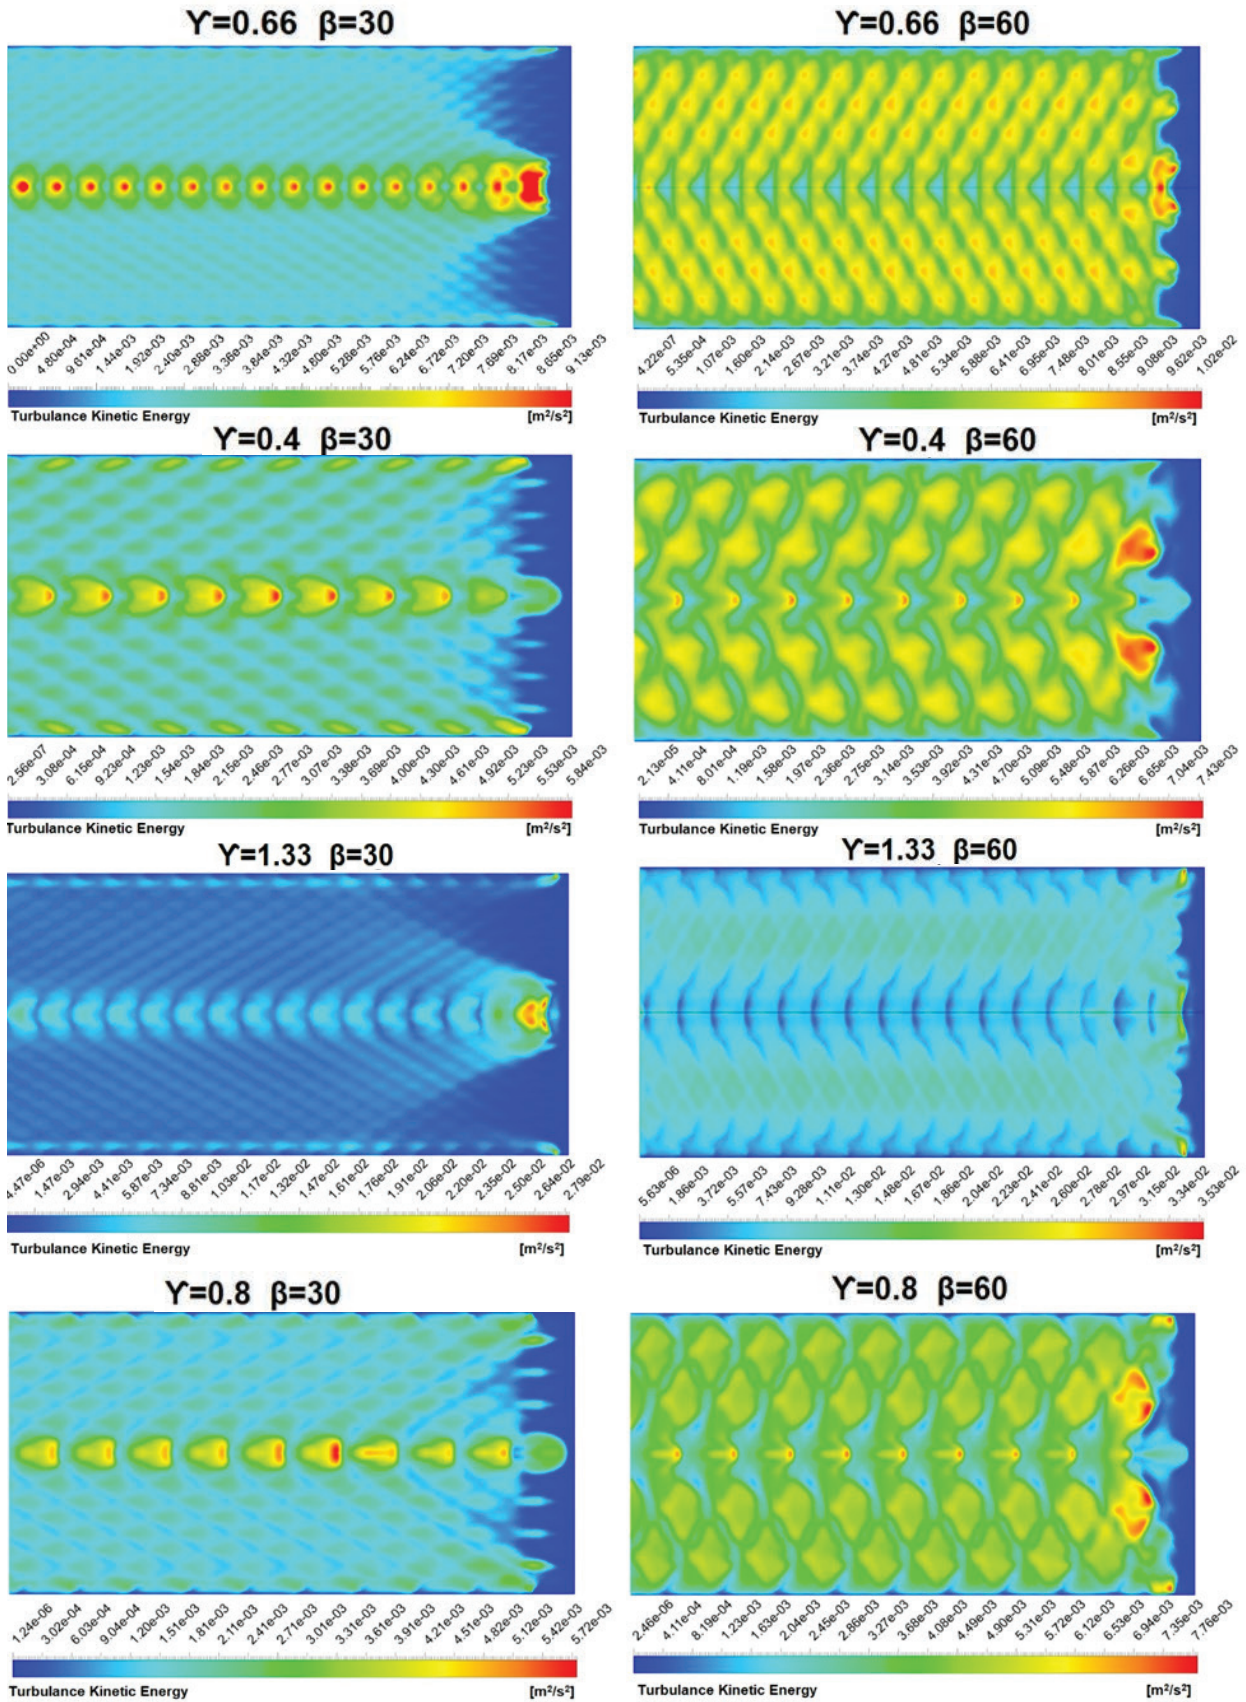 ϒ=0.66 β=30
ϒ=0.66 β=60
0.00e+00 4.80e-04 9.61e-04 1.44e-03 1.92e-03 2.40e-03 2.88e-03 3.36e-03 3.84e-03 4.32e-03 4.80e-03 5.28e-03 5.76e-03 6.24e-03 6.72e-03 7.20e-03 7.69e-03 8.17e-03 8.65e-03 9.13e-03
4.22e-07 5.35e-04 1.07e-03 1.60e-03 2.14e-03 2.67e-03 3.21e-03 3.74e-03 4.27e-03 4.81e-03 5.34e-03 5.88e-03 6.41e-03 6.95e-03 7.48e-03 8.01e-03 8.55e-03 9.08e-03 9.62e-03 1.02e-02
Turbulance Kinetic Energy [m²/s²]
Turbulance Kinetic Energy [m²/s²]
ϒ=0.4 β=30
ϒ=0.4 β=60
2.56e-07 3.08e-04 6.15e-04 9.23e-04 1.23e-03 1.54e-03 1.84e-03 2.15e-03 2.46e-03 2.77e-03 3.07e-03 3.38e-03 3.69e-03 4.00e-03 4.30e-03 4.61e-03 4.92e-03 5.23e-03 5.53e-03 5.84e-03
2.13e-05 4.11e-04 8.01e-04 1.19e-03 1.58e-03 1.97e-03 2.36e-03 2.75e-03 3.14e-03 3.53e-03 3.92e-03 4.31e-03 4.70e-03 5.09e-03 5.48e-03 5.87e-03 6.26e-03 6.65e-03 7.04e-03 7.43e-03
Turbulance Kinetic Energy [m²/s²]
Turbulance Kinetic Energy [m²/s²]
ϒ=1.33 β=30
ϒ=1.33 β=60
4.47e-06 1.47e-03 2.94e-03 4.41e-03 5.87e-03 7.34e-03 8.81e-03 1.03e-02 1.17e-02 1.32e-02 1.47e-02 1.61e-02 1.76e-02 1.91e-02 2.06e-02 2.20e-02 2.35e-02 2.50e-02 2.64e-02 2.79e-02
5.63e-06 1.86e-03 3.72e-03 5.57e-03 7.43e-03 9.28e-03 1.11e-02 1.30e-02 1.48e-02 1.67e-02 1.86e-02 2.04e-02 2.23e-02 2.41e-02 2.60e-02 2.78e-02 2.97e-02 3.15e-02 3.34e-02 3.53e-02
Turbulance Kinetic Energy [m²/s²]
Turbulance Kinetic Energy [m²/s²]
ϒ=0.8 β=30
ϒ=0.8 β=60
1.24e-06 3.02e-04 6.03e-04 9.04e-04 1.20e-03 1.51e-03 1.81e-03 2.11e-03 2.41e-03 2.71e-03 3.01e-03 3.31e-03 3.61e-03 3.91e-03 4.21e-03 4.51e-03 4.82e-03 5.12e-03 5.42e-03 5.72e-03
2.46e-06 4.11e-04 8.19e-04 1.23e-03 1.63e-03 2.04e-03 2.45e-03 2.86e-03 3.27e-03 3.68e-03 4.08e-03 4.49e-03 4.90e-03 5.31e-03 5.72e-03 6.12e-03 6.53e-03 6.94e-03 7.35e-03 7.76e-03
Turbulance Kinetic Energy [m²/s²]
Turbulance Kinetic Energy [m²/s²]